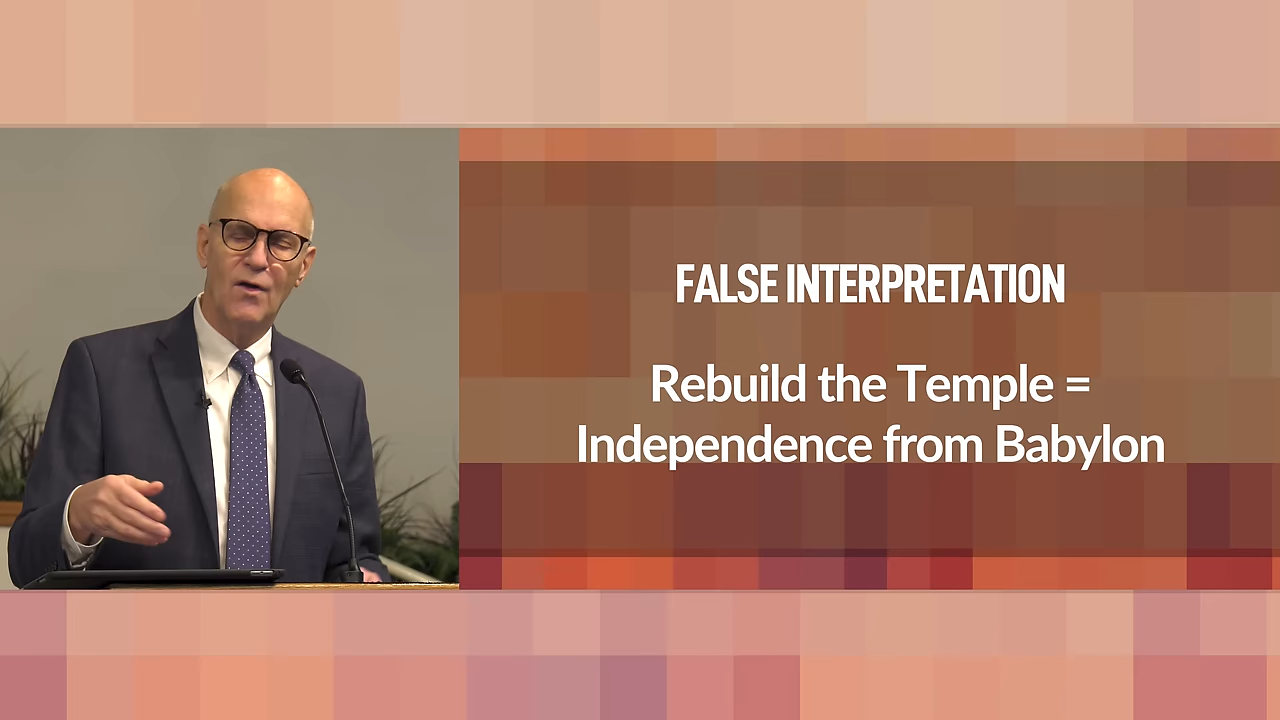 FALSE INTERPRETATION
Rebuild the Temple =
Independence from Babylon